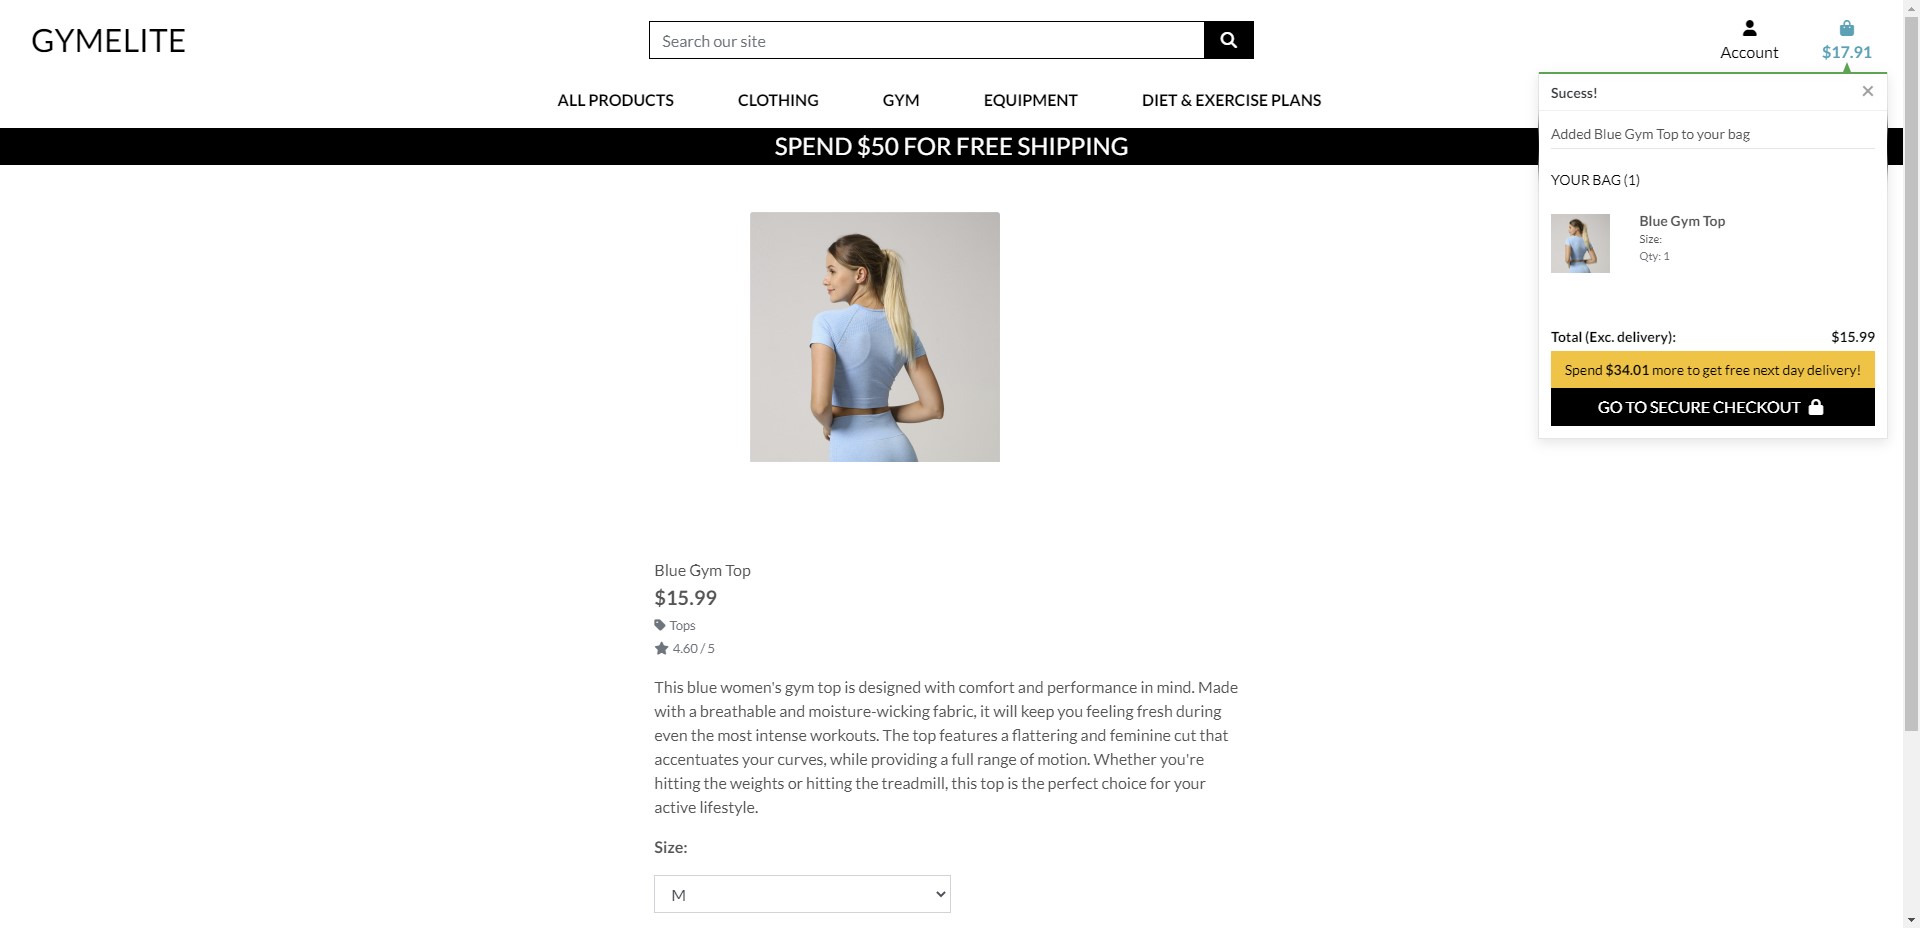 GYMELITE
Search our site
Account
$17.91
ALL PRODUCTS
CLOTHING
GYM
EQUIPMENT
DIET & EXERCISE PLANS
SPEND $50 FOR FREE SHIPPING
Sucess!
Added Blue Gym Top to your bag
YOUR BAG (1)
Blue Gym Top
Size:
Qty: 1
Total (Exc. delivery):
$15.99
Spend $34.01 more to get free next day delivery!
GO TO SECURE CHECKOUT
Blue Gym Top
$15.99
Tops
4.60 / 5
This blue women's gym top is designed with comfort and performance in mind. Made
with a breathable and moisture-wicking fabric, it will keep you feeling fresh during
even the most intense workouts. The top features a flattering and feminine cut that
accentuates your curves, while providing a full range of motion. Whether you're
hitting the weights or hitting the treadmill, this top is the perfect choice for your
active lifestyle.
Size:
M